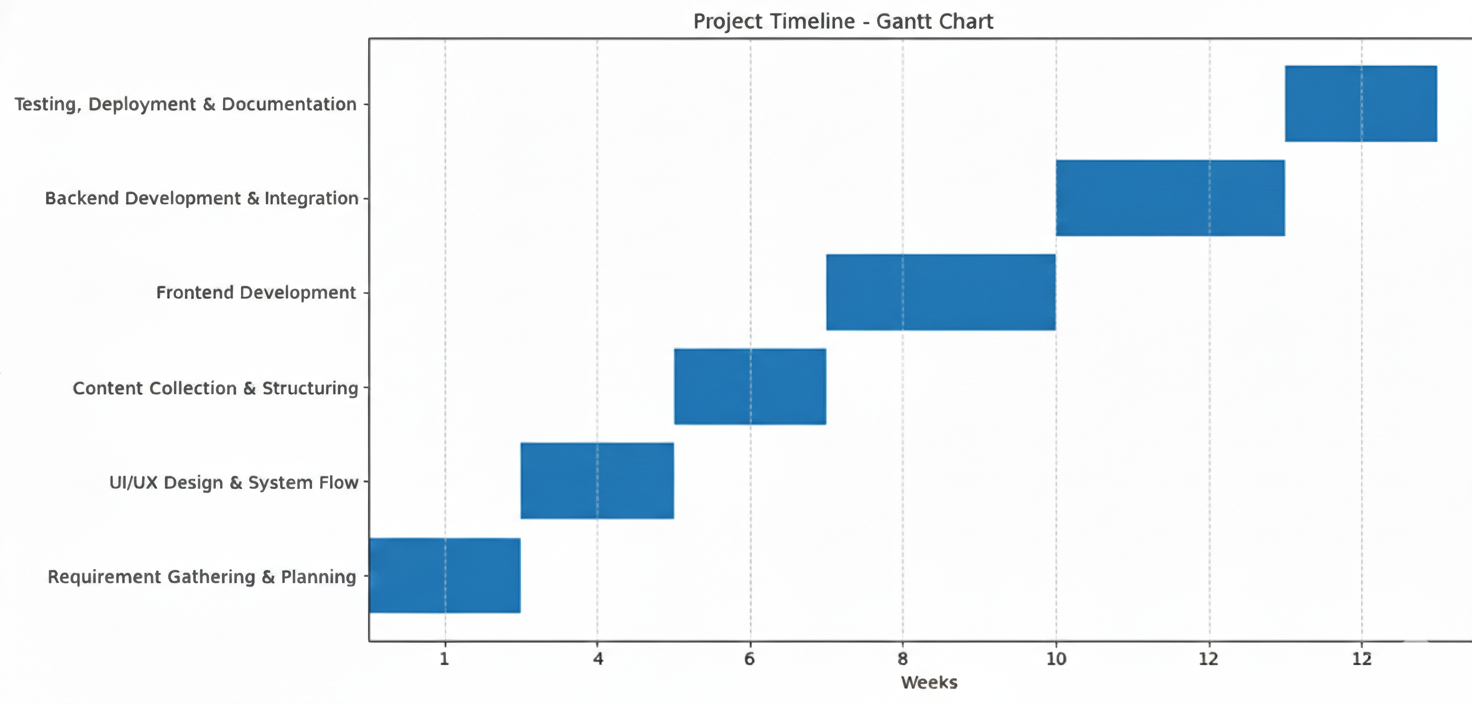 Project Timeline - Gantt Chart
Testing, Deployment & Documentation
Backend Development & Integration
Frontend Development
Content Collection & Structuring
UI/UX Design & System Flow
Requirement Gathering & Planning
1 4 6 8 10 12 12
Weeks